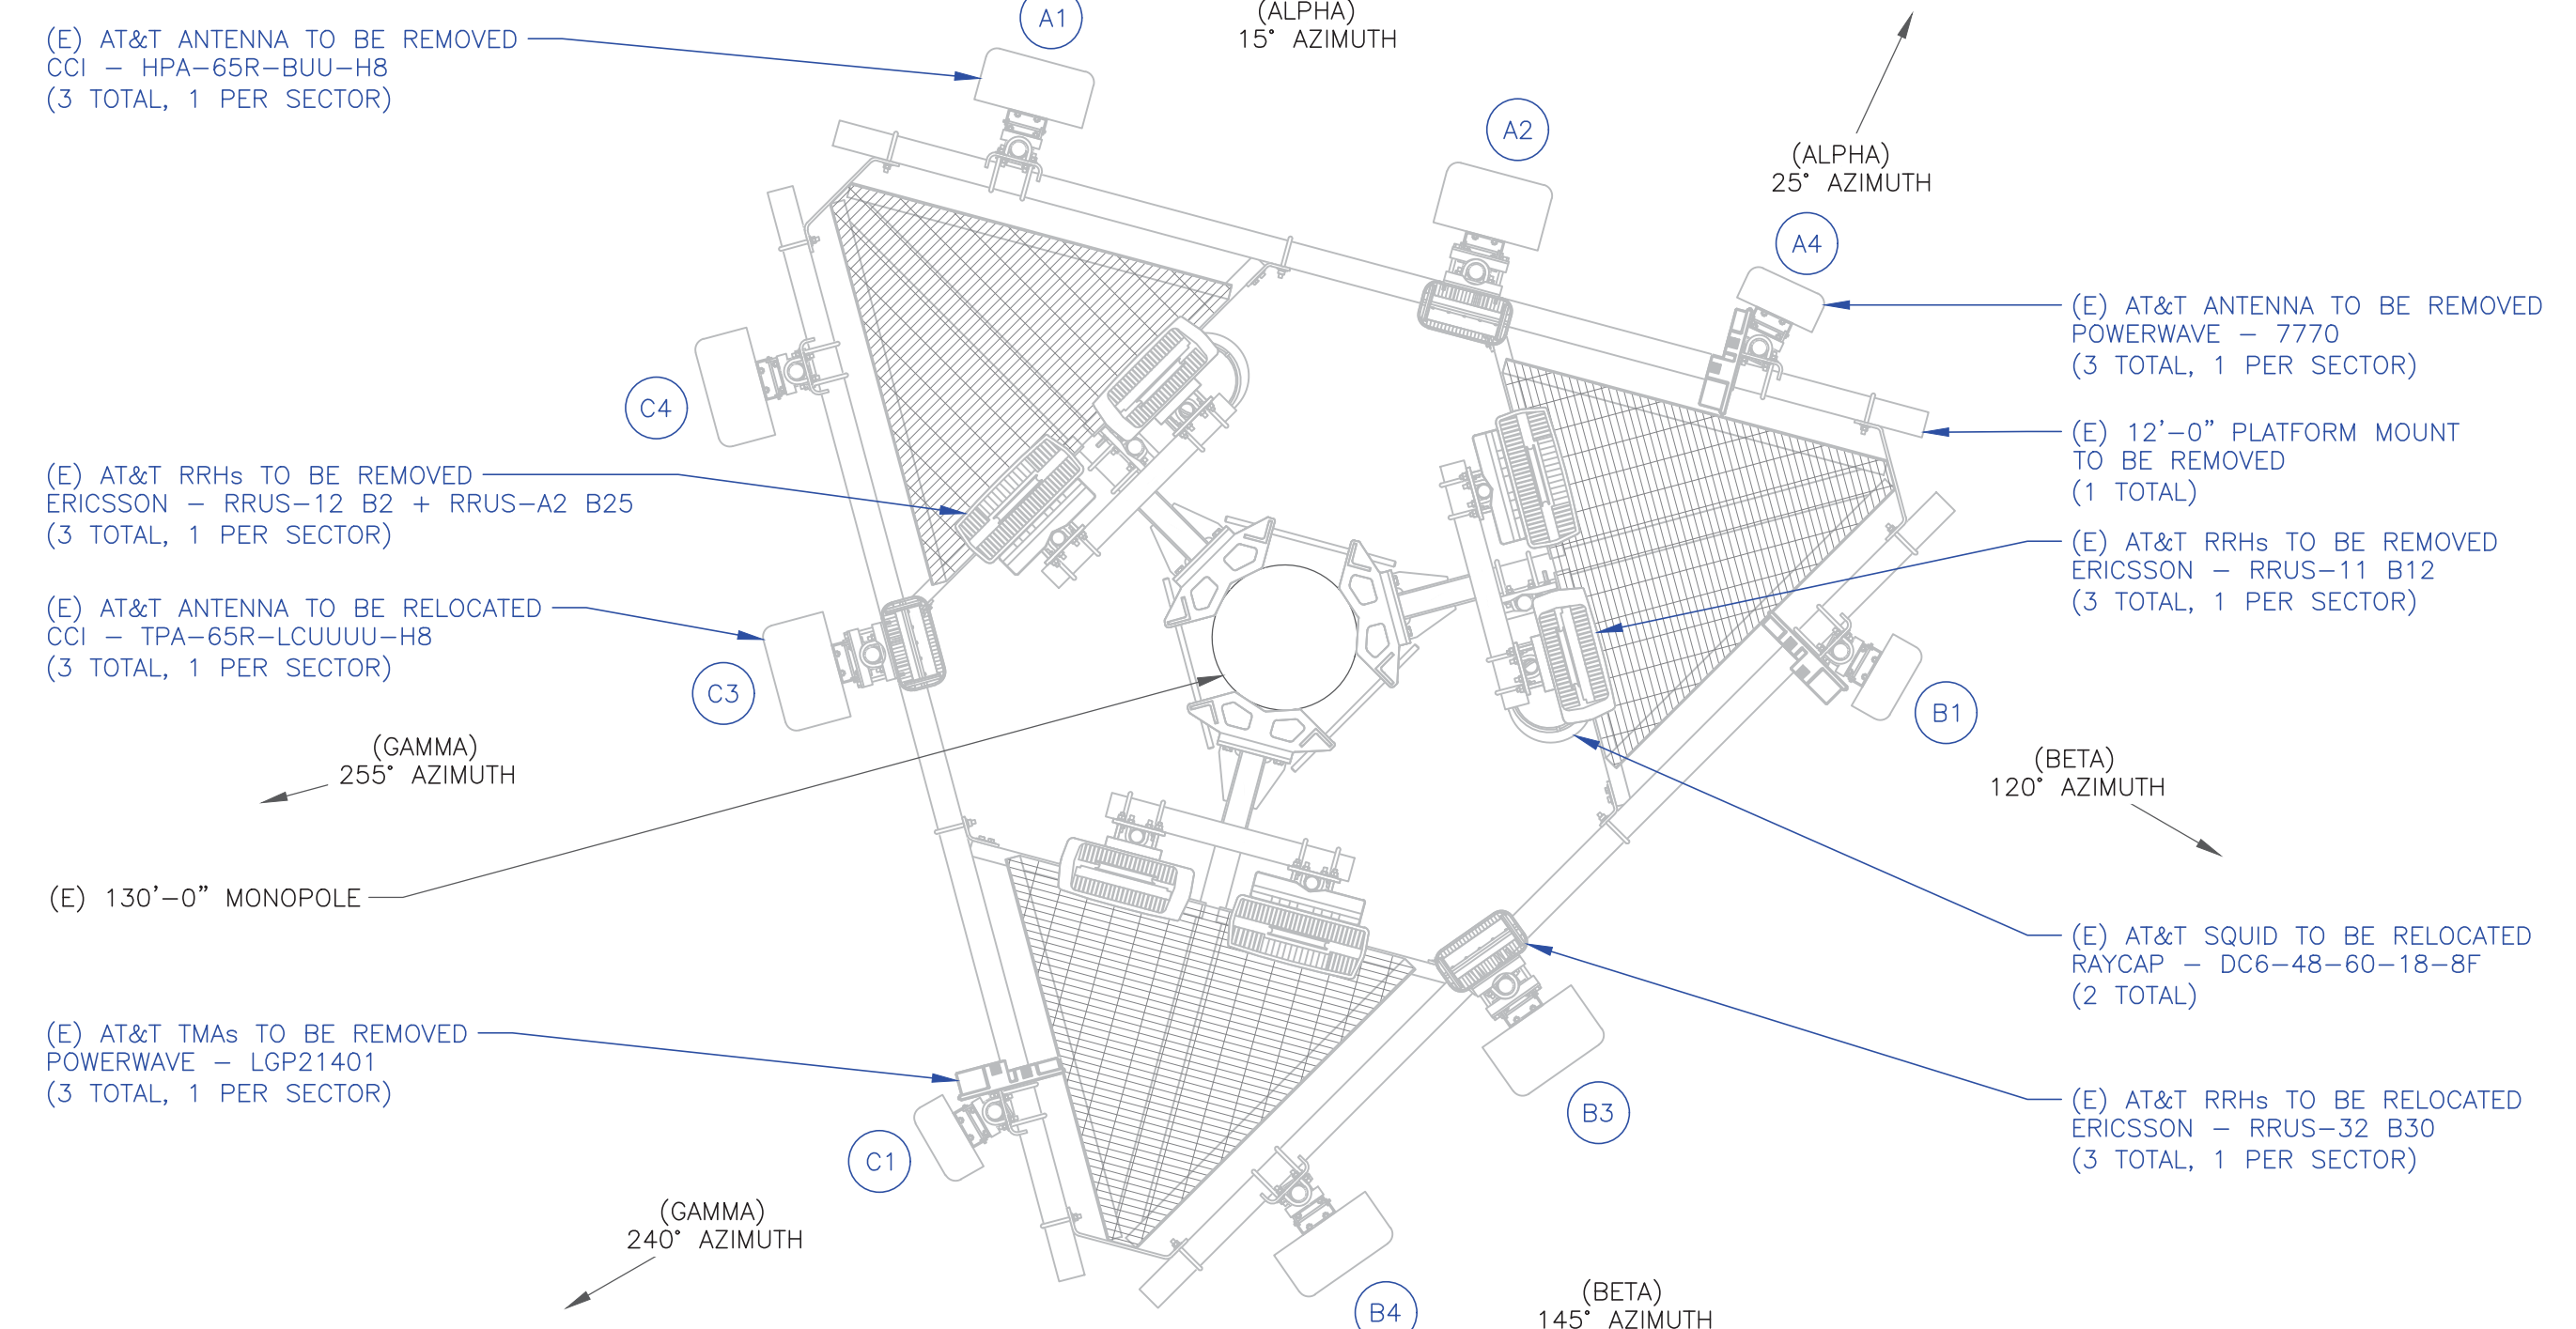 (E) AT&T ANTENNA TO BE REMOVED
CCI - HPA-65R-BUU-H8
(3 TOTAL, 1 PER SECTOR)
A1
(ALPHA)
15° AZIMUTH
A2
(ALPHA)
25° AZIMUTH
A4
(E) AT&T ANTENNA TO BE REMOVED
POWERWAVE - 7770
(3 TOTAL, 1 PER SECTOR)
C4
(E) 12'-0" PLATFORM MOUNT
TO BE REMOVED
(1 TOTAL)
(E) AT&T RRHs TO BE REMOVED
ERICSSON - RRUS-12 B2 + RRUS-A2 B25
(3 TOTAL, 1 PER SECTOR)
(E) AT&T RRHs TO BE REMOVED
ERICSSON - RRUS-11 B12
(3 TOTAL, 1 PER SECTOR)
(E) AT&T ANTENNA TO BE RELOCATED
CCI - TPA-65R-LCUUUU-H8
(3 TOTAL, 1 PER SECTOR)
C3
B1
(GAMMA)
255° AZIMUTH
(BETA)
120° AZIMUTH
(E) 130'-0" MONOPOLE
(E) AT&T SQUID TO BE RELOCATED
RAYCAP - DC6-48-60-18-8F
(2 TOTAL)
(E) AT&T TMAs TO BE REMOVED
POWERWAVE - LGP21401
(3 TOTAL, 1 PER SECTOR)
B3
(E) AT&T RRHs TO BE RELOCATED
ERICSSON - RRUS-32 B30
(3 TOTAL, 1 PER SECTOR)
C1
(GAMMA)
240° AZIMUTH
B4
(BETA)
145° AZIMUTH